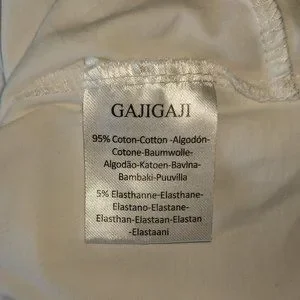 GAJIGAJI
95% Coton-Cotton -Algodón-
Cotone-Baumwolle-
Algodão-Katoen-Bavlna-
Bambaki-Puuvilla
5% Elasthanne-Elasthane-
Elastano-Elastane-
Elasthan-Elastaan-Elastan
-Elastaani